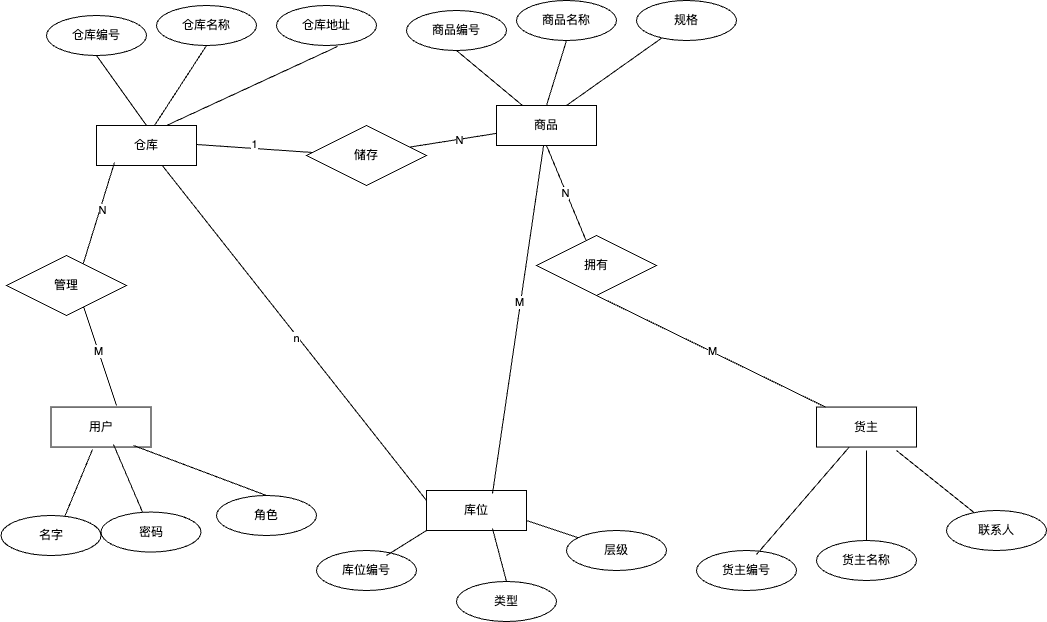 仓库编号
仓库名称
仓库地址
商品编号
商品名称
规格
仓库
1
储存
N
商品
N
N
管理
拥有
M
n
M
M
用户
货主
名字
密码
角色
库位
库位编号
类型
层级
货主编号
货主名称
联系人